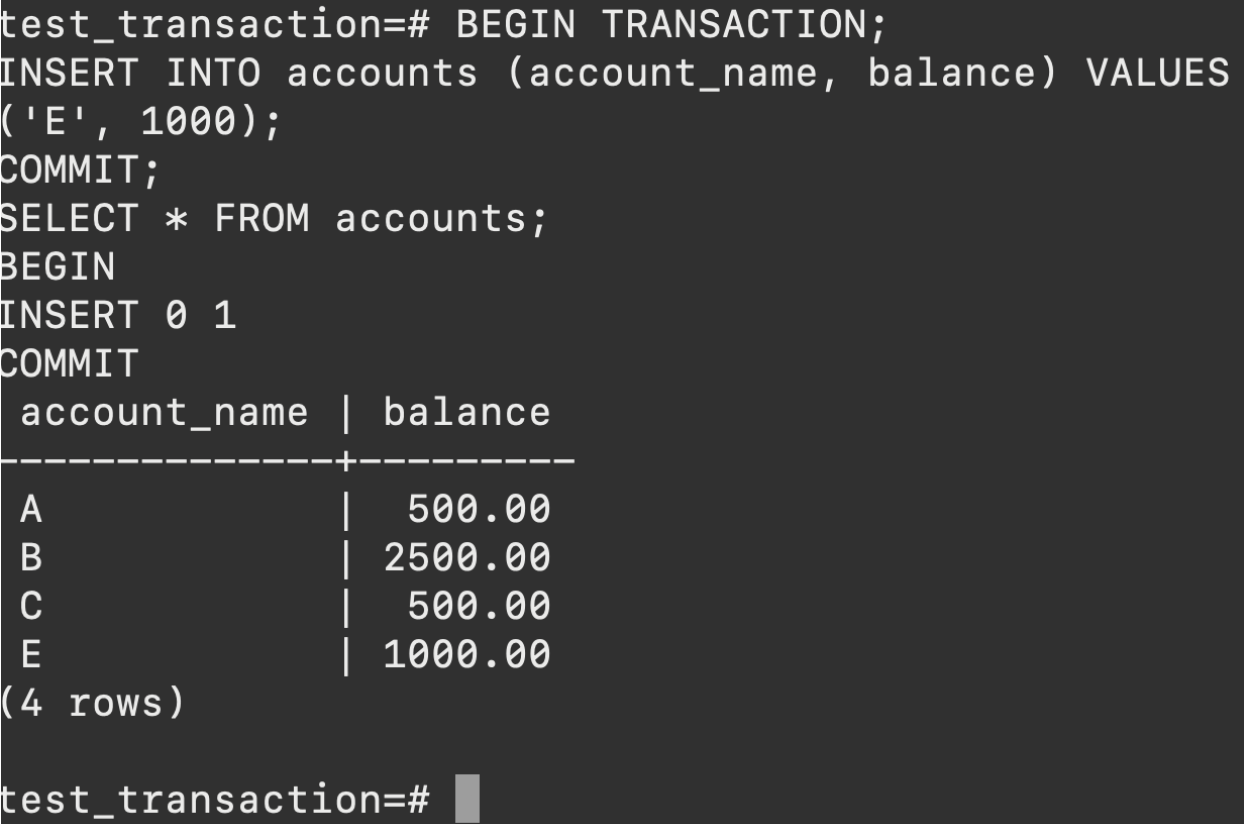 test_transaction=# BEGIN TRANSACTION;
INSERT INTO accounts (account_name, balance) VALUES
('E', 1000);
COMMIT;
SELECT * FROM accounts;
BEGIN
INSERT 0 1
COMMIT
 account_name | balance
--------------+---------
 A            |  500.00
 B            | 2500.00
 C            |  500.00
 E            | 1000.00
(4 rows)

test_transaction=#